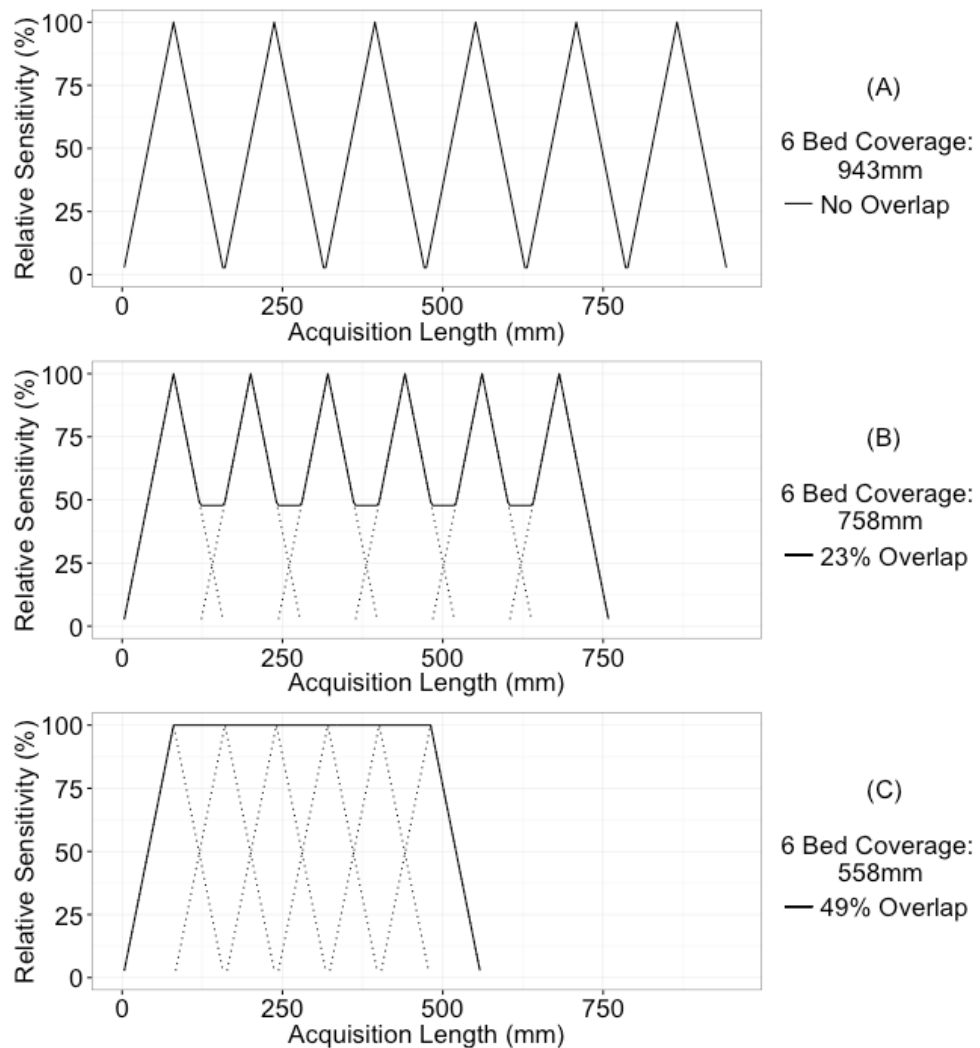 Relative Sensitivity (%)
100
75
50
25
0
0 250 500 750
Acquisition Length (mm)
(A)
6 Bed Coverage:
943mm
No Overlap
Relative Sensitivity (%)
100
75
50
25
0
0 250 500 750
Acquisition Length (mm)
(B)
6 Bed Coverage:
758mm
23% Overlap
Relative Sensitivity (%)
100
75
50
25
0
0 250 500 750
Acquisition Length (mm)
(C)
6 Bed Coverage:
558mm
49% Overlap